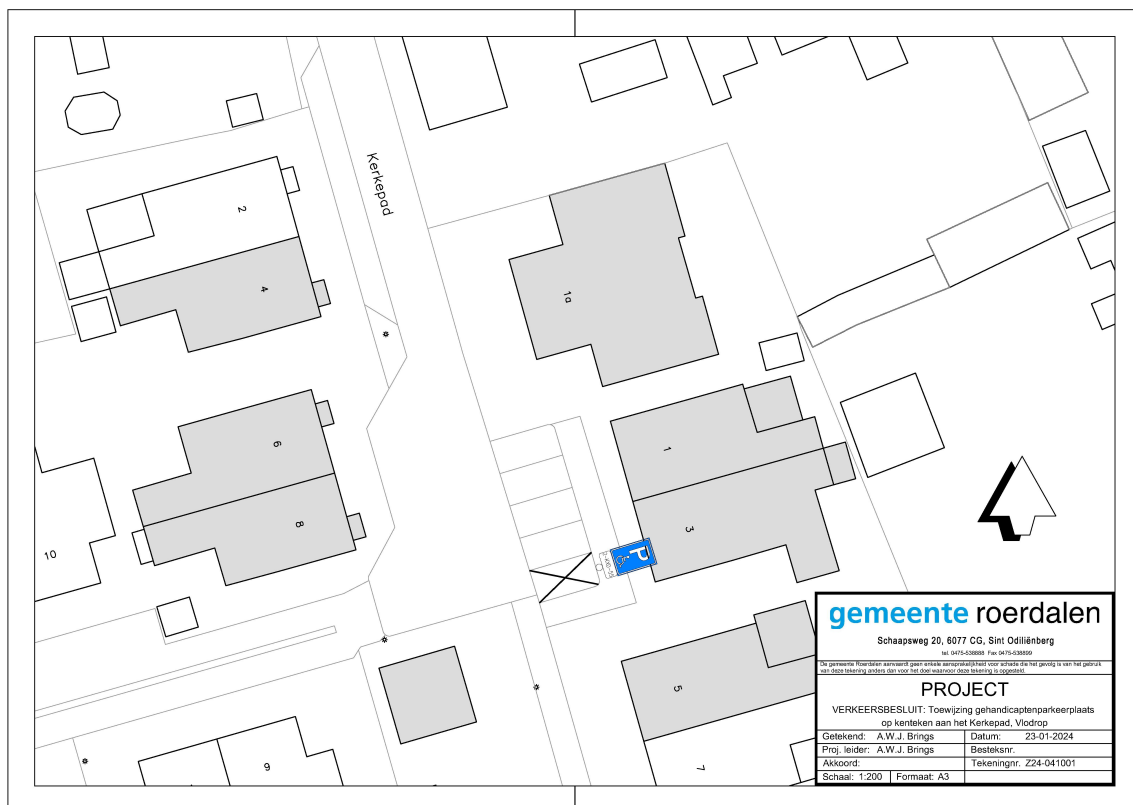 Kerkepad
2
4
1a
6
1
8
3
10
P
5
9
7
gemeente roerdalen
Schaapsweg 20, 6077 CG, Sint Odiliënberg
tel. 0475-538888 Fax 0475-538899
De gemeente Roerdalen aanvaardt geen enkele aansprakelijkheid voor schade die het gevolg is van het gebruik
van deze tekening anders dan voor het doel waarvoor deze tekening is opgesteld.
PROJECT
VERKEERSBESLUIT: Toewijzing gehandicaptenparkeerplaats
op kenteken aan het Kerkepad, Vlodrop
Getekend: A.W.J. Brings Datum: 23-01-2024
Proj. leider: A.W.J. Brings Besteksnr.
Akkoord: Tekeningnr. Z24-041001
Schaal: 1:200 Formaat: A3